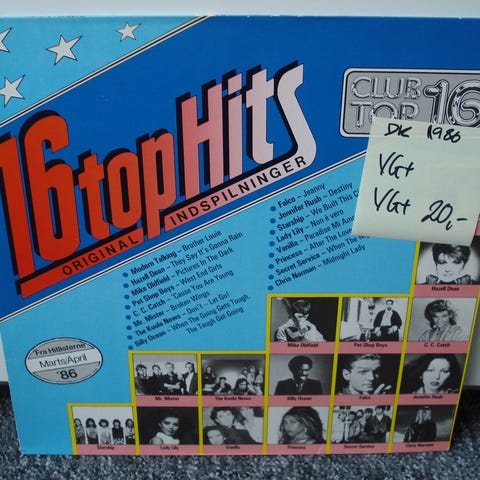 16 top Hits
ORIGINAL INDSPILNINGER
CLUB
TOP 16
DK 1986
VG+
VG+ 20,-
Modern Talking – Brother Louie
Hazell Dean – They Say It's Gonna Rain
Mike Oldfield – Pictures In The Dark
Pet Shop Boys – West End Girls
C. C. Catch – 'Cause You Are Young
Mr. Mister – Broken Wings
The Koala News – Don't – Let Go!
Billy Ocean – When The Going Gets Tough,
The Tough Get Going
Falco – Jeanny
Jennifer Rush – Destiny
Starship – We Built This
Lady Lily – Non è vero
Vanilla – Paradise Mi
Princess – After The Love
Secret Service – When The
Chris Norman – Midnight Lady
Fra Hitlisterne
Marts/April
'86
Hazell Dean
Mike Oldfield
Pet Shop Boys
C. C. Catch
Mr. Mister
The Koala News
Billy Ocean
Falco
Jennifer Rush
Starship
Lady Lily
Vanilla
Princess
Secret Service
Chris Norman